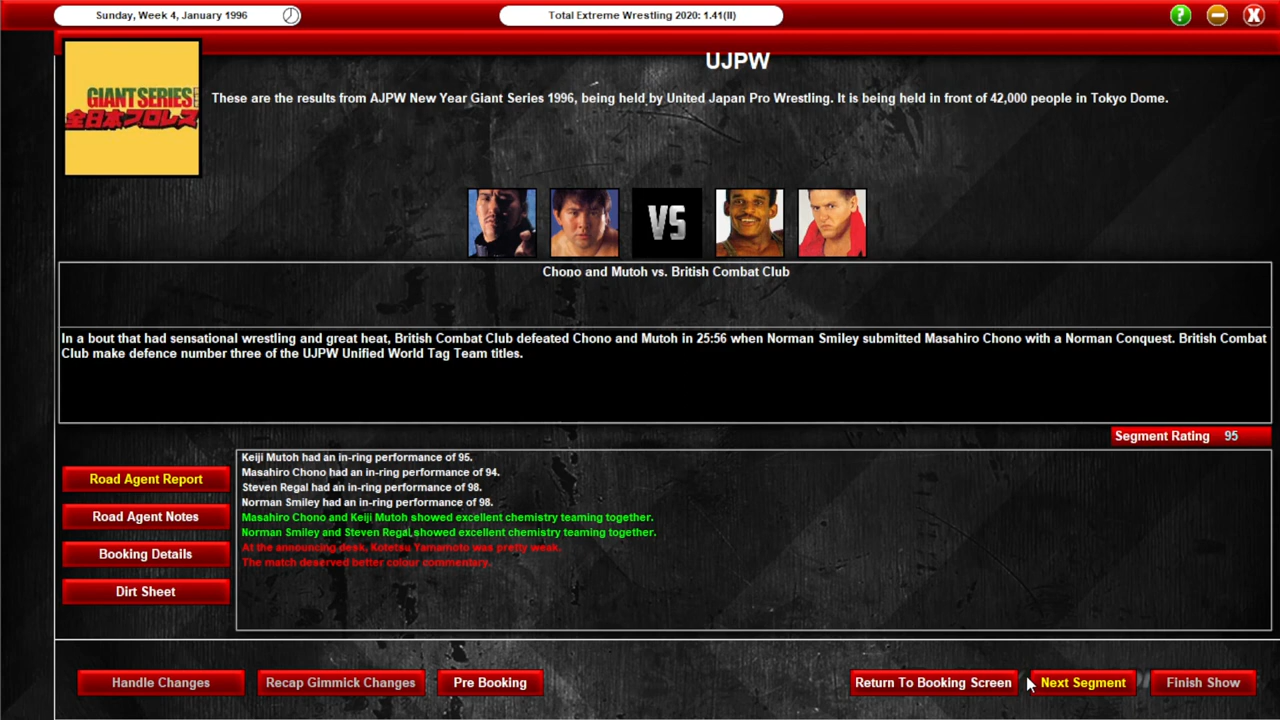 Sunday, Week 4, January 1996
Total Extreme Wrestling 2020: 1.41(II)
?
X
UJPW
GIANT SERIES
全日本プロレス
These are the results from AJPW New Year Giant Series 1996, being held by United Japan Pro Wrestling. It is being held in front of 42,000 people in Tokyo Dome.
VS
Chono and Mutoh vs. British Combat Club
In a bout that had sensational wrestling and great heat, British Combat Club defeated Chono and Mutoh in 25:56 when Norman Smiley submitted Masahiro Chono with a Norman Conquest. British Combat
Club make defence number three of the UJPW Unified World Tag Team titles.
Segment Rating 95
Road Agent Report
Road Agent Notes
Booking Details
Dirt Sheet
Keiji Mutoh had an in-ring performance of 95.
Masahiro Chono had an in-ring performance of 94.
Steven Regal had an in-ring performance of 98.
Norman Smiley had an in-ring performance of 98.
Masahiro Chono and Keiji Mutoh showed excellent chemistry teaming together.
Norman Smiley and Steven Regal showed excellent chemistry teaming together.
At the announcing desk, Kotetsu Yamamoto was pretty weak.
The match deserved better colour commentary.
Handle Changes
Recap Gimmick Changes
Pre Booking
Return To Booking Screen
Next Segment
Finish Show